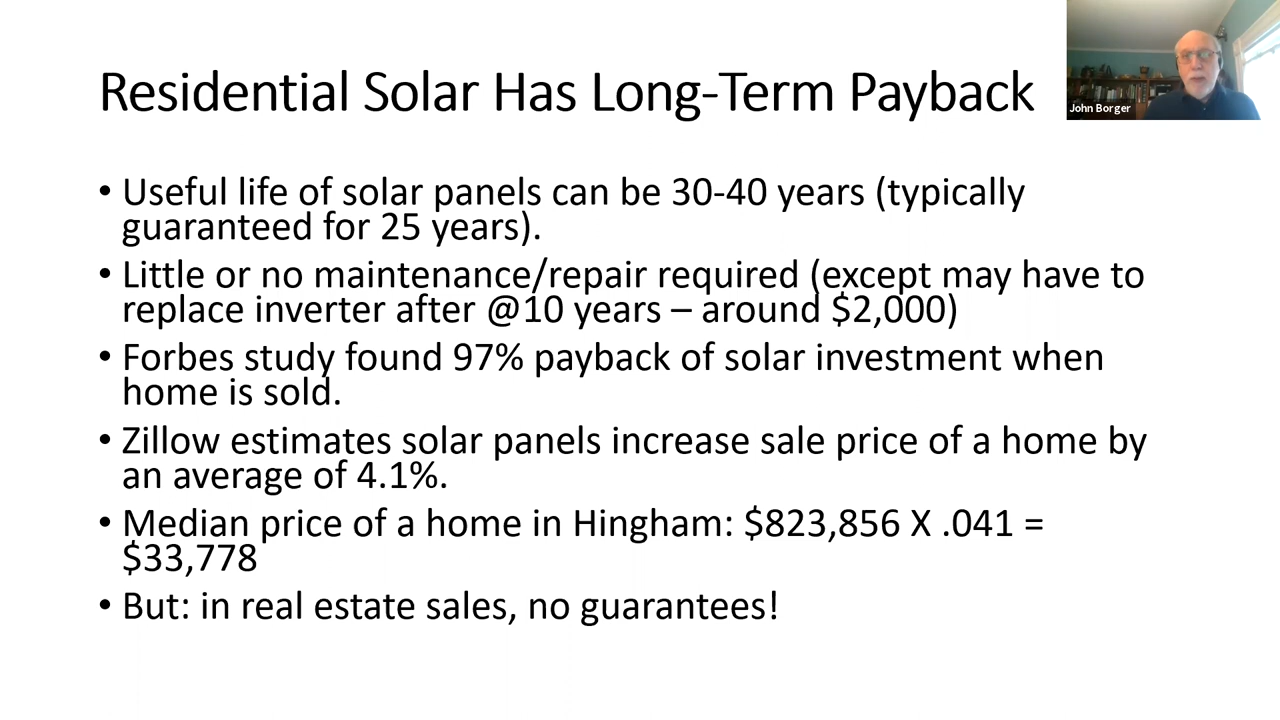 Residential Solar Has Long-Term Payback
John Borger
• Useful life of solar panels can be 30-40 years (typically
guaranteed for 25 years).
• Little or no maintenance/repair required (except may have to
replace inverter after @10 years – around $2,000)
• Forbes study found 97% payback of solar investment when
home is sold.
• Zillow estimates solar panels increase sale price of a home by
an average of 4.1%.
• Median price of a home in Hingham: $823,856 X .041 =
$33,778
• But: in real estate sales, no guarantees!